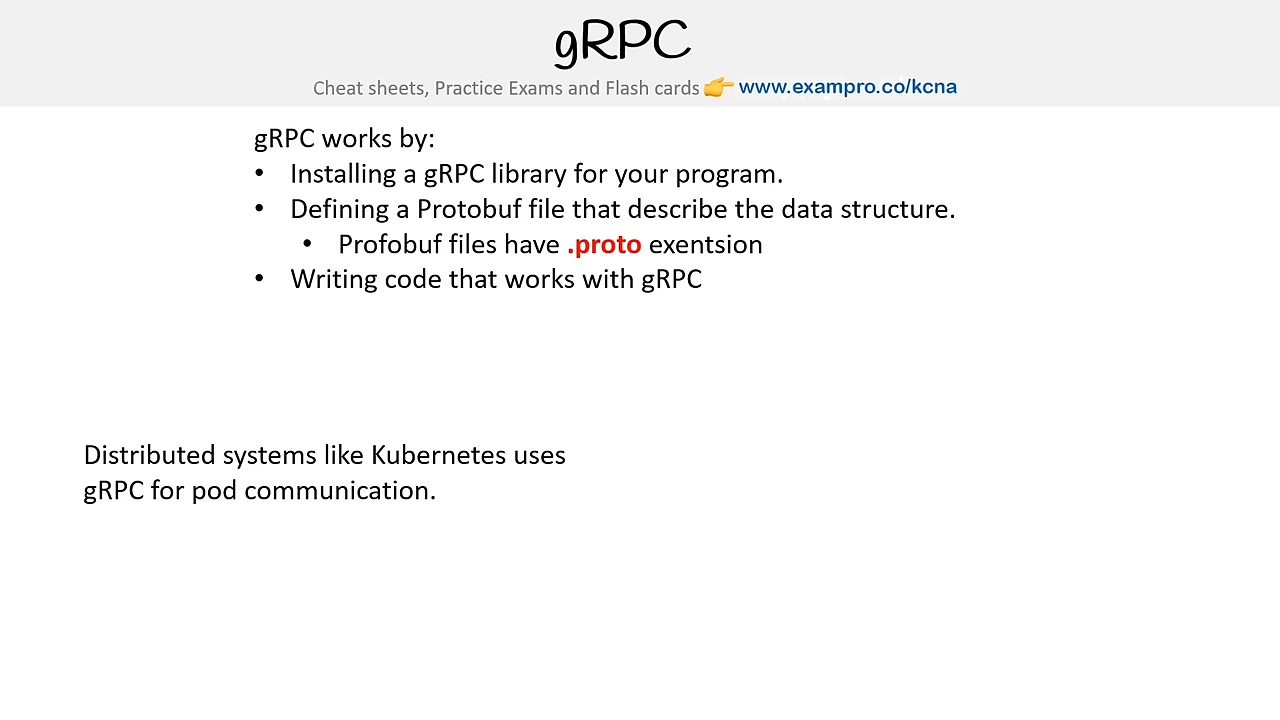 gRPC
Cheat sheets, Practice Exams and Flash cards 👉 www.exampro.co/kcna
gRPC works by:
• Installing a gRPC library for your program.
• Defining a Protobuf file that describe the data structure.
• Profobuf files have .proto exentsion
• Writing code that works with gRPC
Distributed systems like Kubernetes uses
gRPC for pod communication.